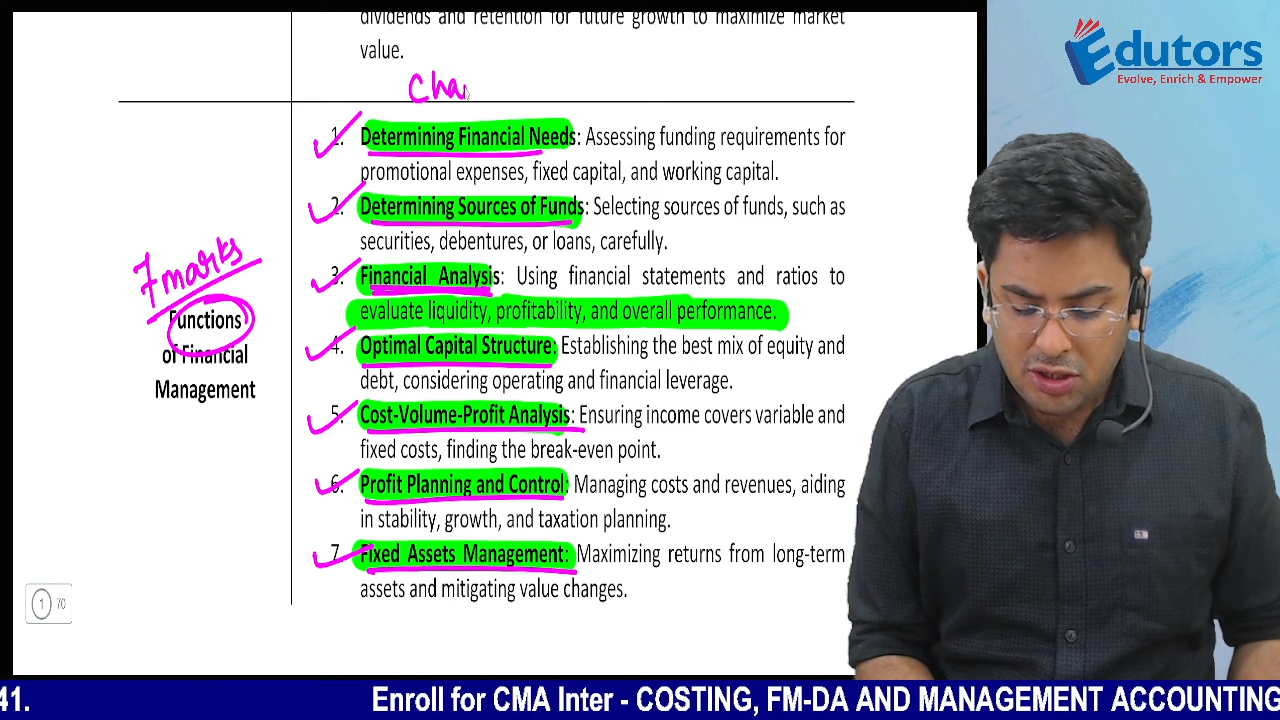 dividends and retention for future growth to maximize market
value.
Cha
1. Determining Financial Needs: Assessing funding requirements for
promotional expenses, fixed capital, and working capital.
2. Determining Sources of Funds: Selecting sources of funds, such as
securities, debentures, or loans, carefully.
3. Financial Analysis: Using financial statements and ratios to
evaluate liquidity, profitability, and overall performance.
4. Optimal Capital Structure: Establishing the best mix of equity and
debt, considering operating and financial leverage.
5. Cost-Volume-Profit Analysis: Ensuring income covers variable and
fixed costs, finding the break-even point.
6. Profit Planning and Control: Managing costs and revenues, aiding
in stability, growth, and taxation planning.
7. Fixed Assets Management: Maximizing returns from long-term
assets and mitigating value changes.
7 marks
Functions
of Financial
Management
1 70
Edutors
Evolve, Enrich & Empower
41. Enroll for CMA Inter - COSTING, FM-DA AND MANAGEMENT ACCOUNTING